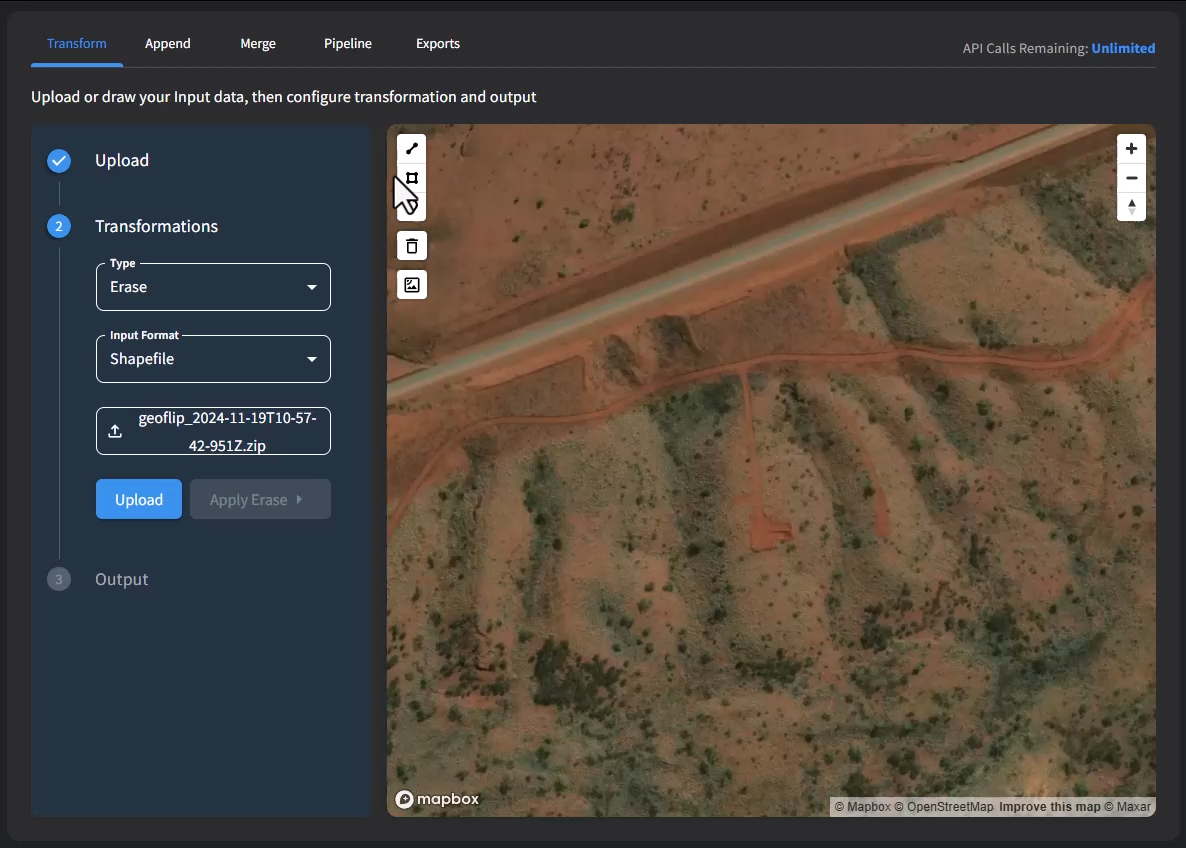 Transform Append Merge Pipeline Exports
API Calls Remaining: Unlimited
Upload or draw your Input data, then configure transformation and output
Upload
2 Transformations
Type
Erase
Input Format
Shapefile
geoflip_2024-11-19T10-57-
42-951Z.zip
Upload Apply Erase
3 Output
mapbox
© Mapbox © OpenStreetMap Improve this map © Maxar